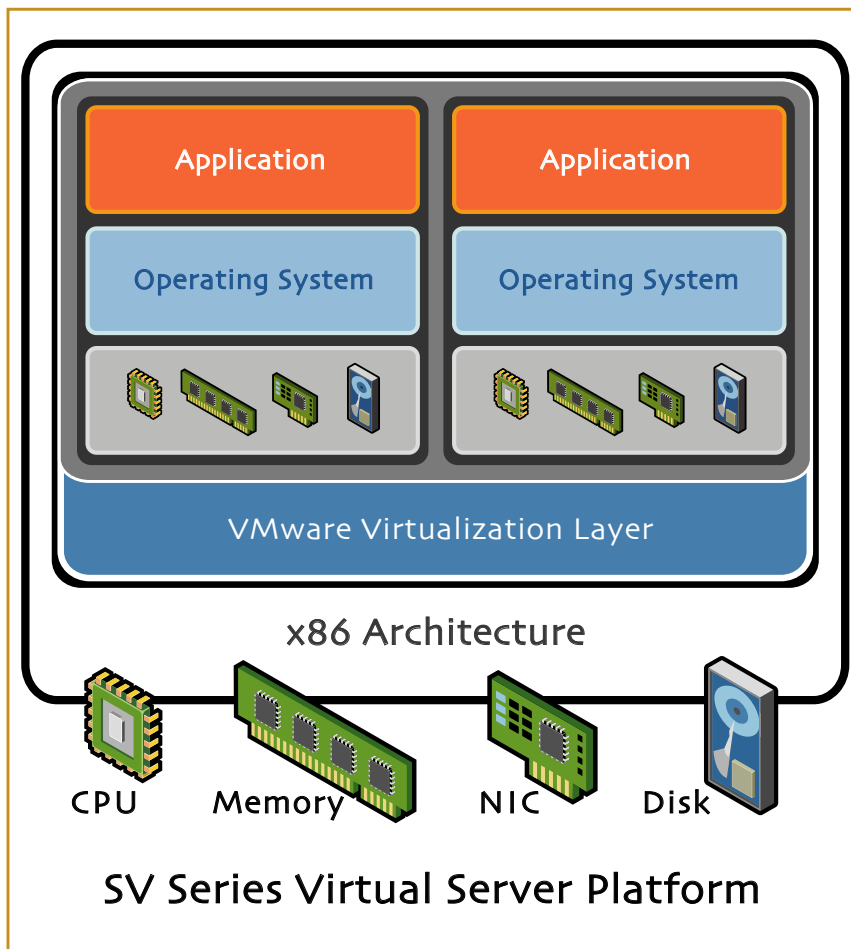 Application
Application
Operating System
Operating System
VMware Virtualization Layer
x86 Architecture
CPU
Memory
NIC
Disk
SV Series Virtual Server Platform